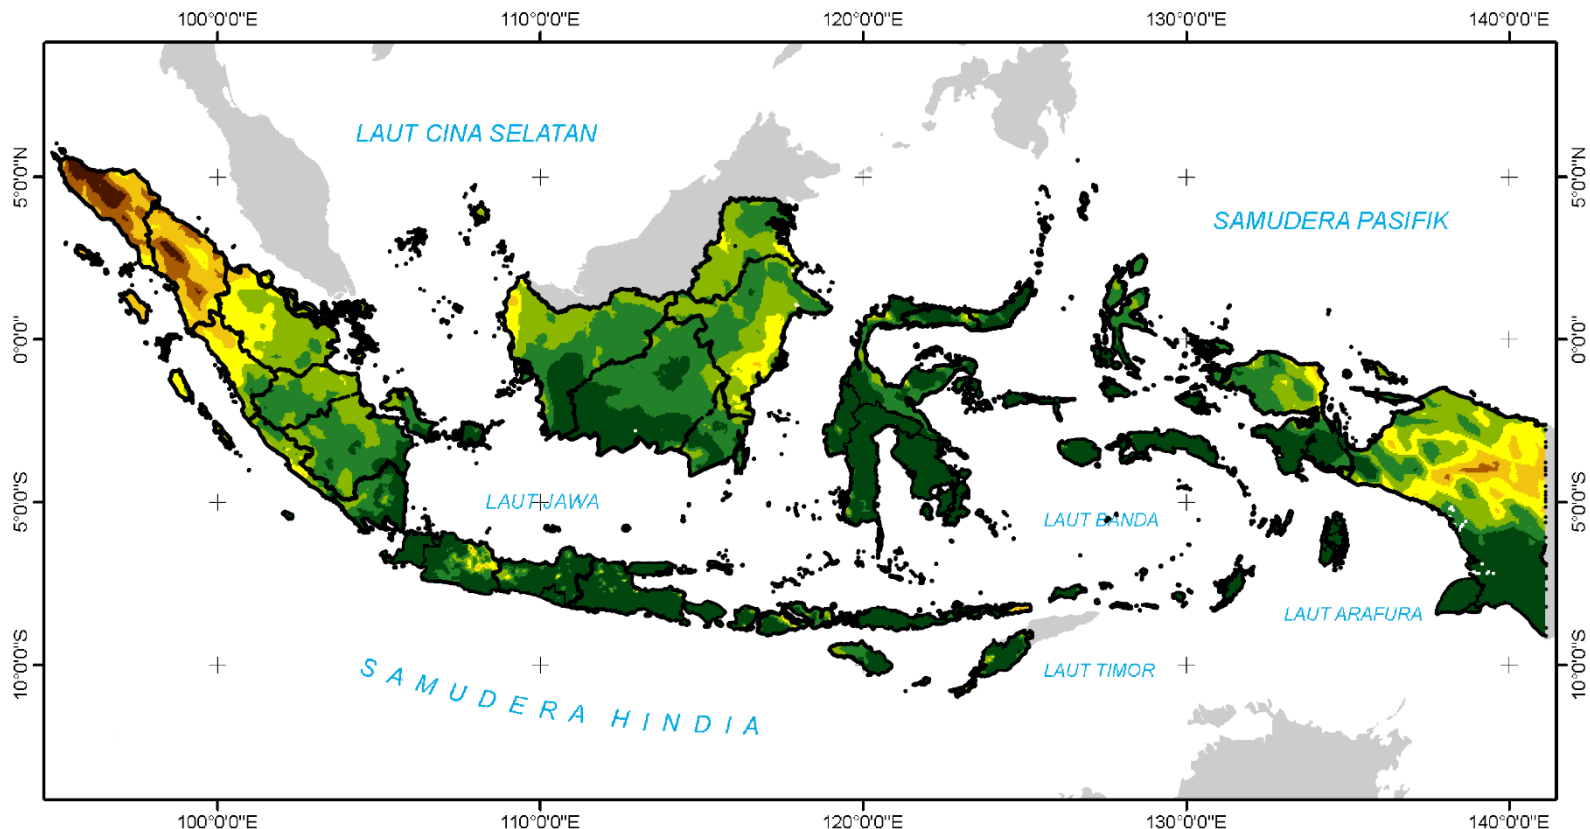 100°0'0"E 110°0'0"E 120°0'0"E 130°0'0"E 140°0'0"E
LAUT CINA SELATAN
5°0'0"N 5°0'0"N
SAMUDERA PASIFIK
0°0'0" 0°0'0"
LAUT JAWA
5°0'0"S 5°0'0"S
LAUT BANDA
LAUT ARAFURA
10°0'0"S 10°0'0"S
LAUT TIMOR
SAMUDERA HINDIA
100°0'0"E 110°0'0"E 120°0'0"E 130°0'0"E 140°0'0"E